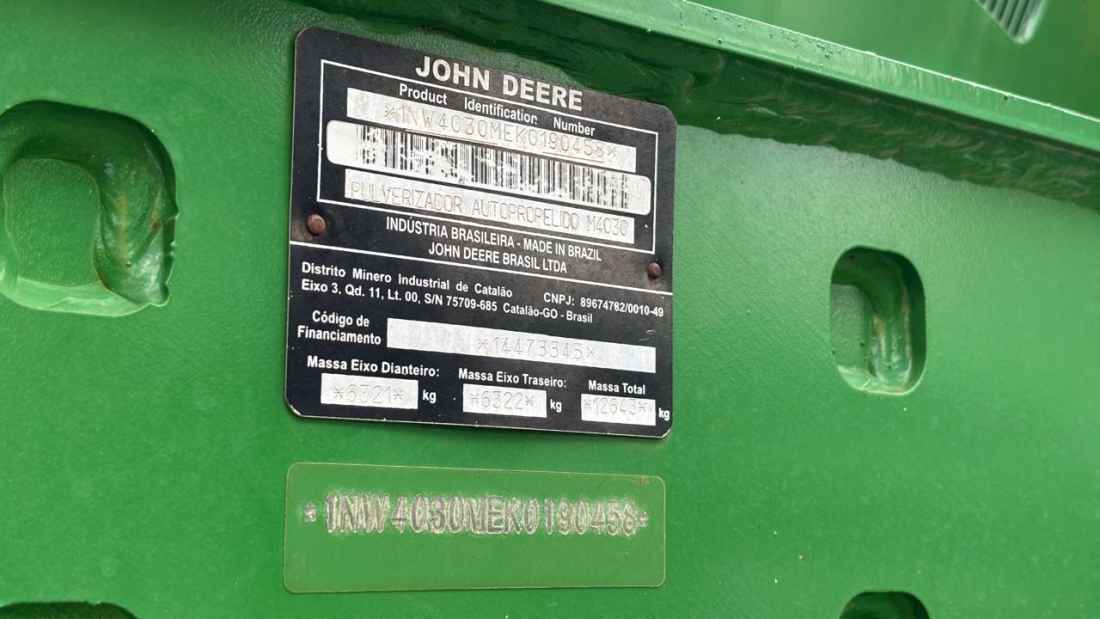 JOHN DEERE
Product Identification Number
*1NW4030MEK0190458*
PULVERIZADOR AUTOPROPELIDO M4030
INDÚSTRIA BRASILEIRA - MADE IN BRAZIL
JOHN DEERE BRASIL LTDA
Distrito Minero Industrial de Catalão CNPJ: 89674782/0010-49
Eixo 3, Qd. 11, Lt. 00, S/N 75709-685 Catalão-GO - Brasil
Código de
Financiamento *14473345*
Massa Eixo Dianteiro: Massa Eixo Traseiro: Massa Total
*6321* kg *6322* kg *12643* kg
*1NW4030MEK0190458*